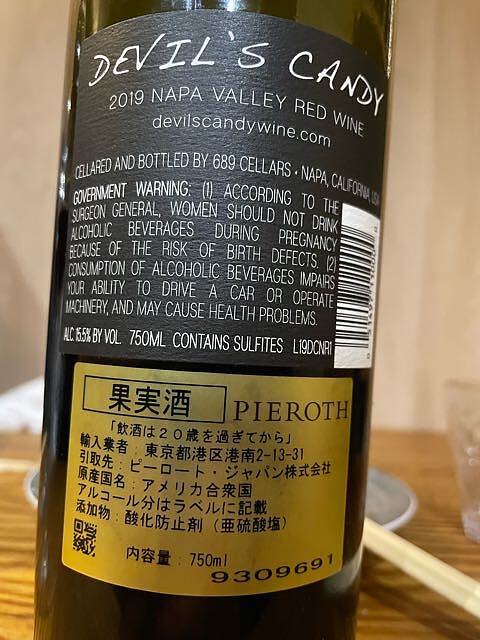 DEVIL'S CANDY
2019 NAPA VALLEY RED WINE
devilscandywine.com
CELLARED AND BOTTLED BY 689 CELLARS • NAPA, CALIFORNIA, USA
GOVERNMENT WARNING: (1) ACCORDING TO THE
SURGEON GENERAL, WOMEN SHOULD NOT DRINK
ALCOHOLIC BEVERAGES DURING PREGNANCY
BECAUSE OF THE RISK OF BIRTH DEFECTS. (2)
CONSUMPTION OF ALCOHOLIC BEVERAGES IMPAIRS
YOUR ABILITY TO DRIVE A CAR OR OPERATE
MACHINERY, AND MAY CAUSE HEALTH PROBLEMS.
ALC. 15.5% BY VOL. 750ML CONTAINS SULFITES L19DCNR1
果実酒 PIEROTH
「飲酒は20歳を過ぎてから」
輸入業者：東京都港区港南2-13-31
引取先：ピーロート・ジャパン株式会社
原産国名：アメリカ合衆国
アルコール分はラベルに記載
添加物：酸化防止剤（亜硫酸塩）
内容量：750ml
9309691